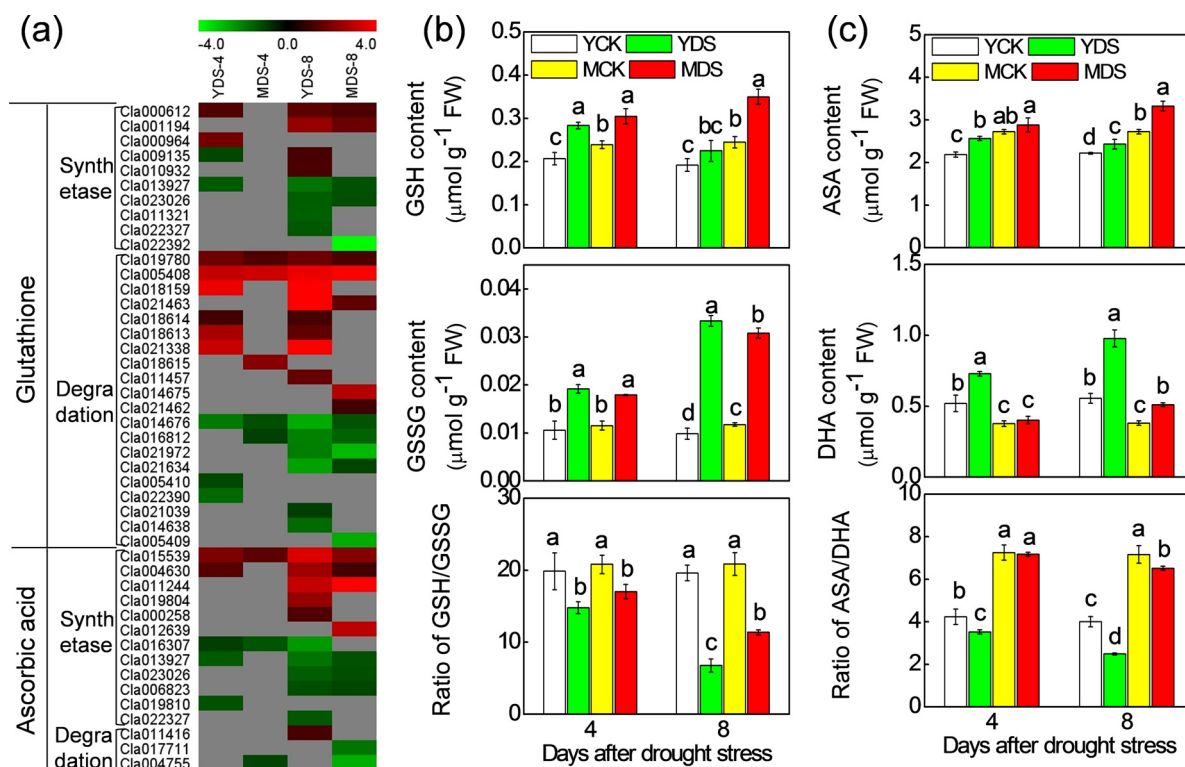 (a)
-4.0 0.0 4.0
YDS-4 MDS-4 YDS-8 MDS-8
Glutathione
Synth
etase
Cla000612
Cla001194
Cla000964
Cla009135
Cla010932
Cla013927
Cla023026
Cla011321
Cla022327
Cla022392
Degra
dation
Cla019780
Cla005408
Cla018159
Cla021463
Cla018614
Cla018613
Cla021338
Cla018615
Cla011457
Cla014675
Cla021462
Cla014676
Cla016812
Cla021972
Cla021634
Cla005410
Cla022390
Cla021039
Cla014638
Cla005409
Ascorbic acid
Synth
etase
Cla015539
Cla004630
Cla011244
Cla019804
Cla000258
Cla012639
Cla016307
Cla013927
Cla023026
Cla006823
Cla019810
Cla022327
Degra
dation
Cla011416
Cla017711
Cla004755
(b)
GSH content
(μmol g⁻¹ FW)
0.5
0.4
0.3
0.2
0.1
0.0
YCK YDS
MCK MDS
c a b a c bc b a
GSSG content
(μmol g⁻¹ FW)
0.04
0.03
0.02
0.01
0.00
b a b a d a c b
Ratio of GSH/GSSG
30
20
10
0
a b a b a c a b
4 8
Days after drought stress
(c)
ASA content
(μmol g⁻¹ FW)
5
4
3
2
1
0
YCK YDS
MCK MDS
c b ab a d c b a
DHA content
(μmol g⁻¹ FW)
1.5
1.0
0.5
0.0
b a c c b a c b
Ratio of ASA/DHA
10
8
6
4
2
0
b c a a c d a b
4 8
Days after drought stress